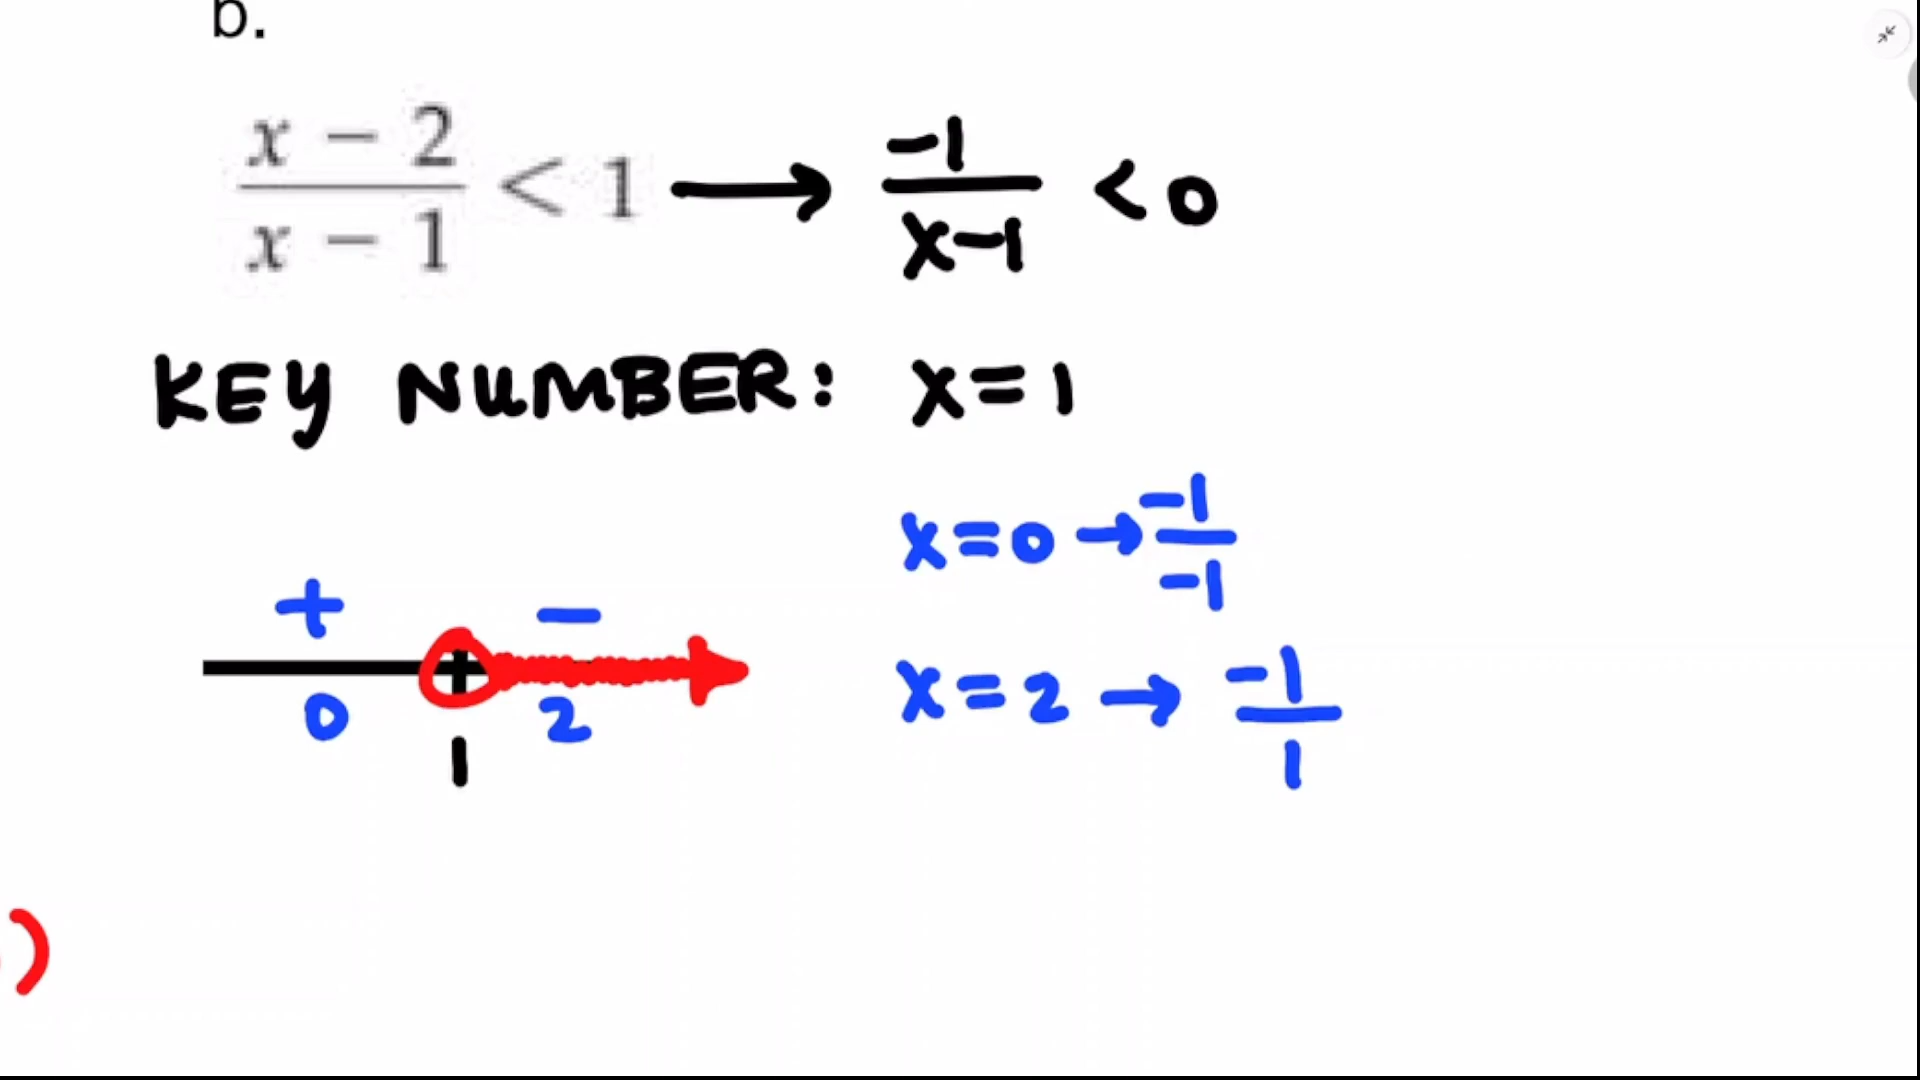 b.
x − 2 / x − 1 < 1 → −1 / x−1 < 0
KEY NUMBER: x=1
x=0 → −1 / −1
+ −
0 2
1
x=2 → −1 / 1
)